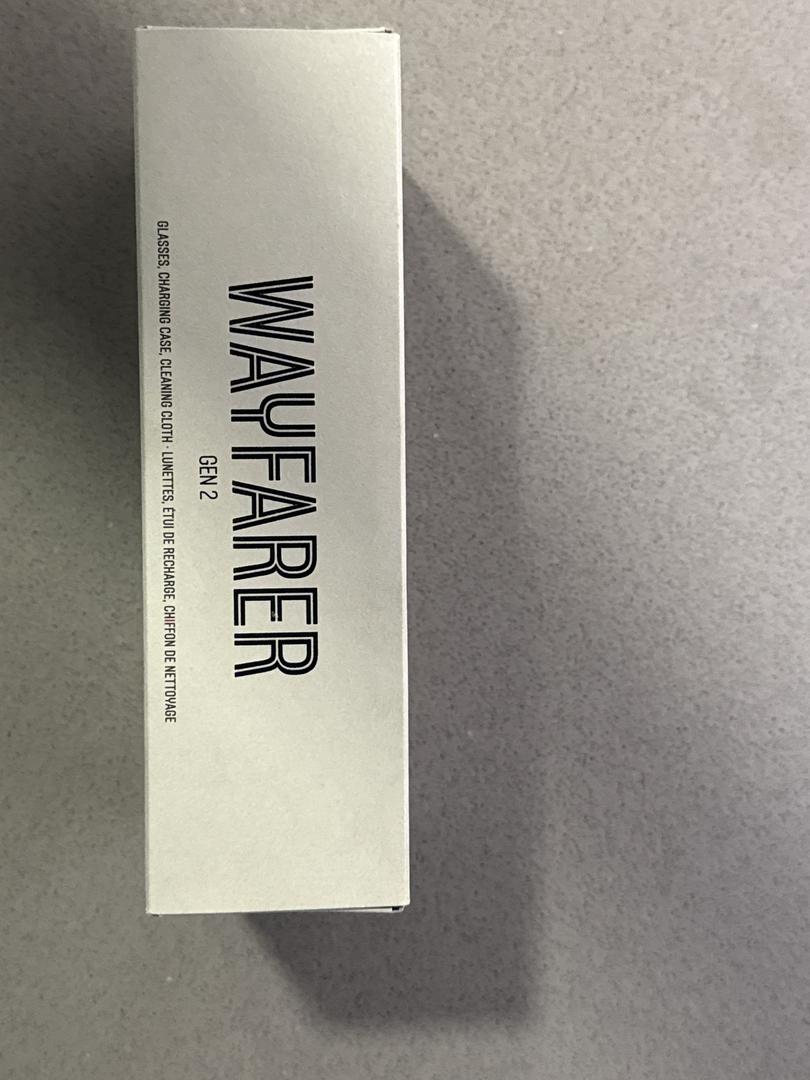 WAYFARER
GEN 2
GLASSES, CHARGING CASE, CLEANING CLOTH · LUNETTES, ÉTUI DE RECHARGE, CHIFFON DE NETTOYAGE